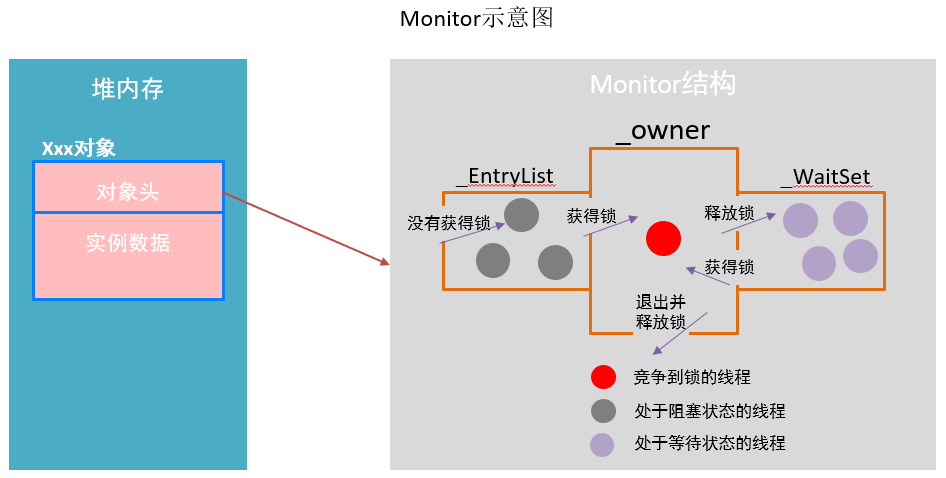 Monitor示意图
堆内存
Xxx对象
对象头
实例数据
Monitor结构
_owner
_EntryList
_WaitSet
没有获得锁
获得锁
释放锁
获得锁
退出并
释放锁
竞争到锁的线程
处于阻塞状态的线程
处于等待状态的线程